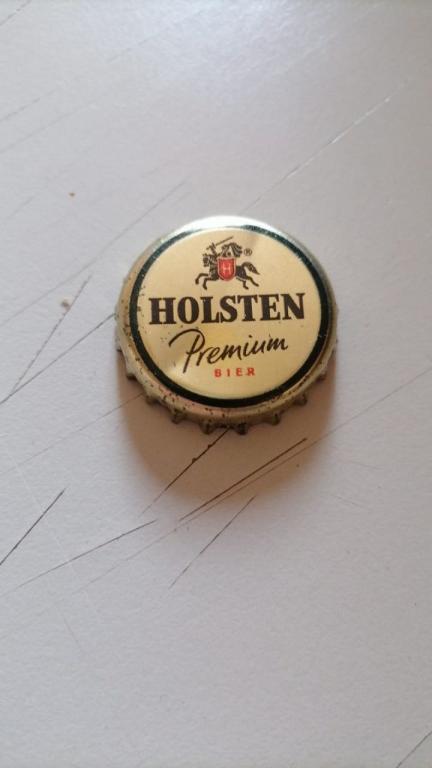 H ®
HOLSTEN
Premium
BIER